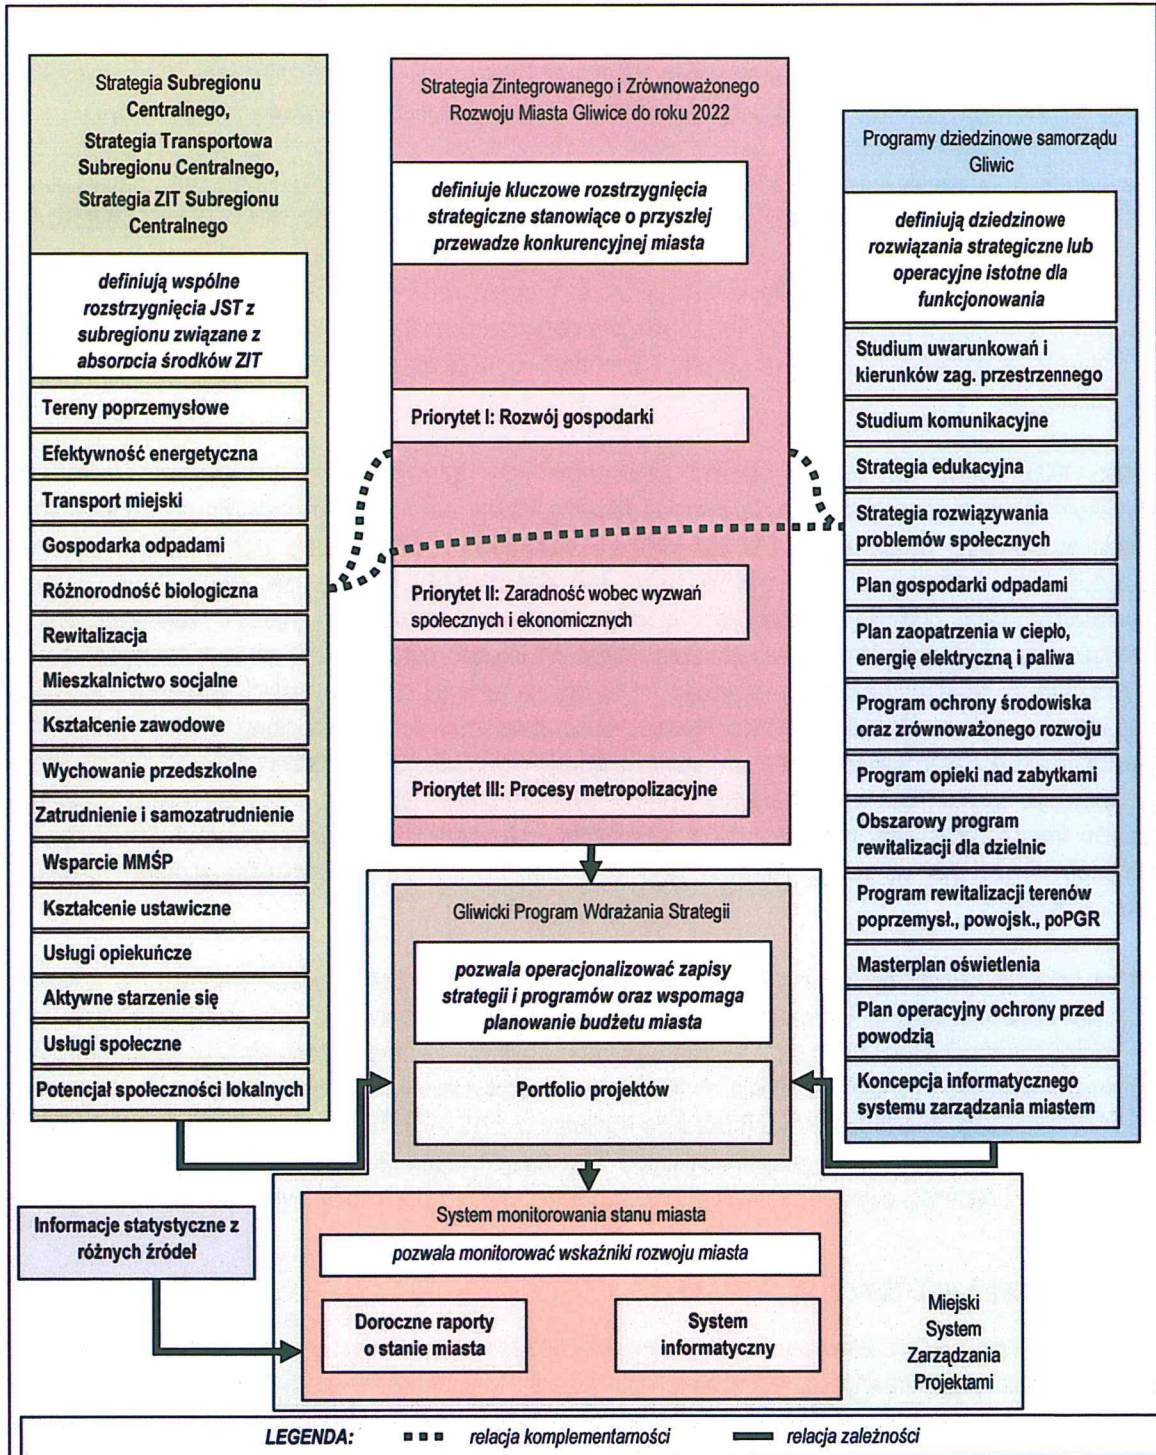 Strategia Subregionu
Centralnego,
Strategia Transportowa
Subregionu Centralnego,
Strategia ZIT Subregionu
Centralnego
definiują wspólne
rozstrzygnięcia JST z
subregionu związane z
absorpcją środków ZIT
Tereny poprzemysłowe
Efektywność energetyczna
Transport miejski
Gospodarka odpadami
Różnorodność biologiczna
Rewitalizacja
Mieszkalnictwo socjalne
Kształcenie zawodowe
Wychowanie przedszkolne
Zatrudnienie i samozatrudnienie
Wsparcie MMŚP
Kształcenie ustawiczne
Usługi opiekuńcze
Aktywne starzenie się
Usługi społeczne
Potencjał społeczności lokalnych
Strategia Zintegrowanego i Zrównoważonego
Rozwoju Miasta Gliwice do roku 2022
definiuje kluczowe rozstrzygnięcia
strategiczne stanowiące o przyszłej
przewadze konkurencyjnej miasta
Priorytet I: Rozwój gospodarki
Priorytet II: Zaradność wobec wyzwań
społecznych i ekonomicznych
Priorytet III: Procesy metropolizacyjne
Programy dziedzinowe samorządu
Gliwic
definiują dziedzinowe
rozwiązania strategiczne lub
operacyjne istotne dla
funkcjonowania
Studium uwarunkowań i
kierunków zag. przestrzennego
Studium komunikacyjne
Strategia edukacyjna
Strategia rozwiązywania
problemów społecznych
Plan gospodarki odpadami
Plan zaopatrzenia w ciepło,
energię elektryczną i paliwa
Program ochrony środowiska
oraz zrównoważonego rozwoju
Program opieki nad zabytkami
Obszarowy program
rewitalizacji dla dzielnic
Program rewitalizacji terenów
poprzemysł., powojsk., poPGR
Masterplan oświetlenia
Plan operacyjny ochrony przed
powodzią
Koncepcja informatycznego
systemu zarządzania miastem
Gliwicki Program Wdrażania Strategii
pozwala operacjonalizować zapisy
strategii i programów oraz wspomaga
planowanie budżetu miasta
Portfolio projektów
Informacje statystyczne z
różnych źródeł
System monitorowania stanu miasta
pozwala monitorować wskaźniki rozwoju miasta
Doroczne raporty
o stanie miasta
System
informatyczny
Miejski
System
Zarządzania
Projektami
LEGENDA: relacja komplementarności relacja zależności